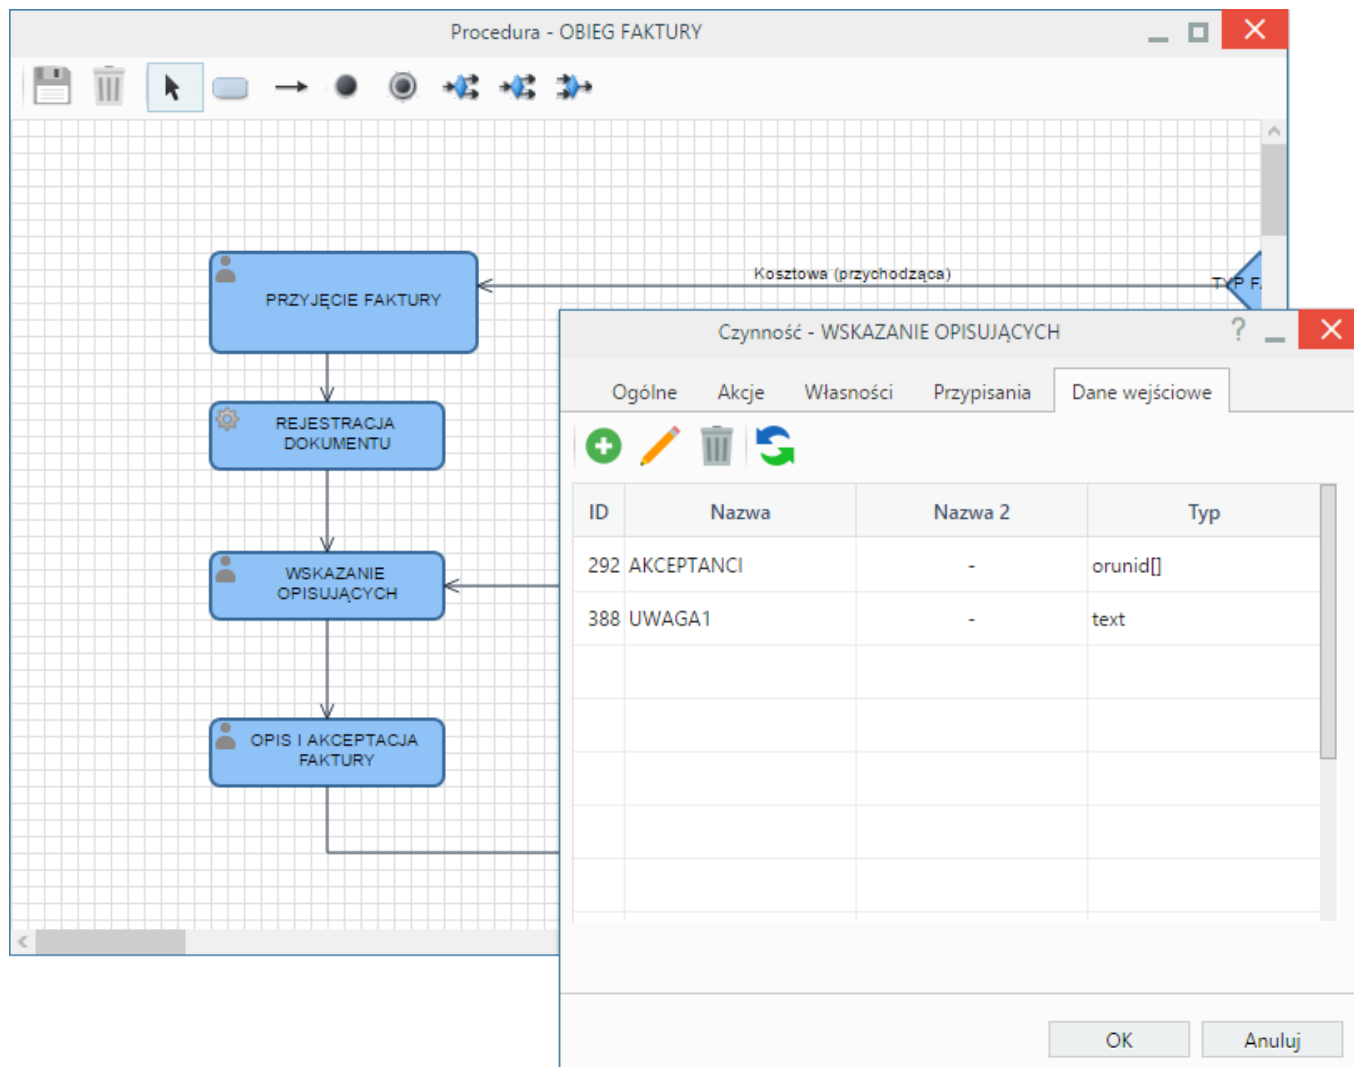 Procedura - OBIEG FAKTURY
Kosztowa (przychodząca)
TYP F
PRZYJĘCIE FAKTURY
REJESTRACJA
DOKUMENTU
WSKAZANIE
OPISUJĄCYCH
OPIS I AKCEPTACJA
FAKTURY
Czynność - WSKAZANIE OPISUJĄCYCH
?
Ogólne Akcje Własności Przypisania Dane wejściowe
ID Nazwa Nazwa 2 Typ
292 AKCEPTANCI - orunid[]
388 UWAGA1 - text
OK Anuluj